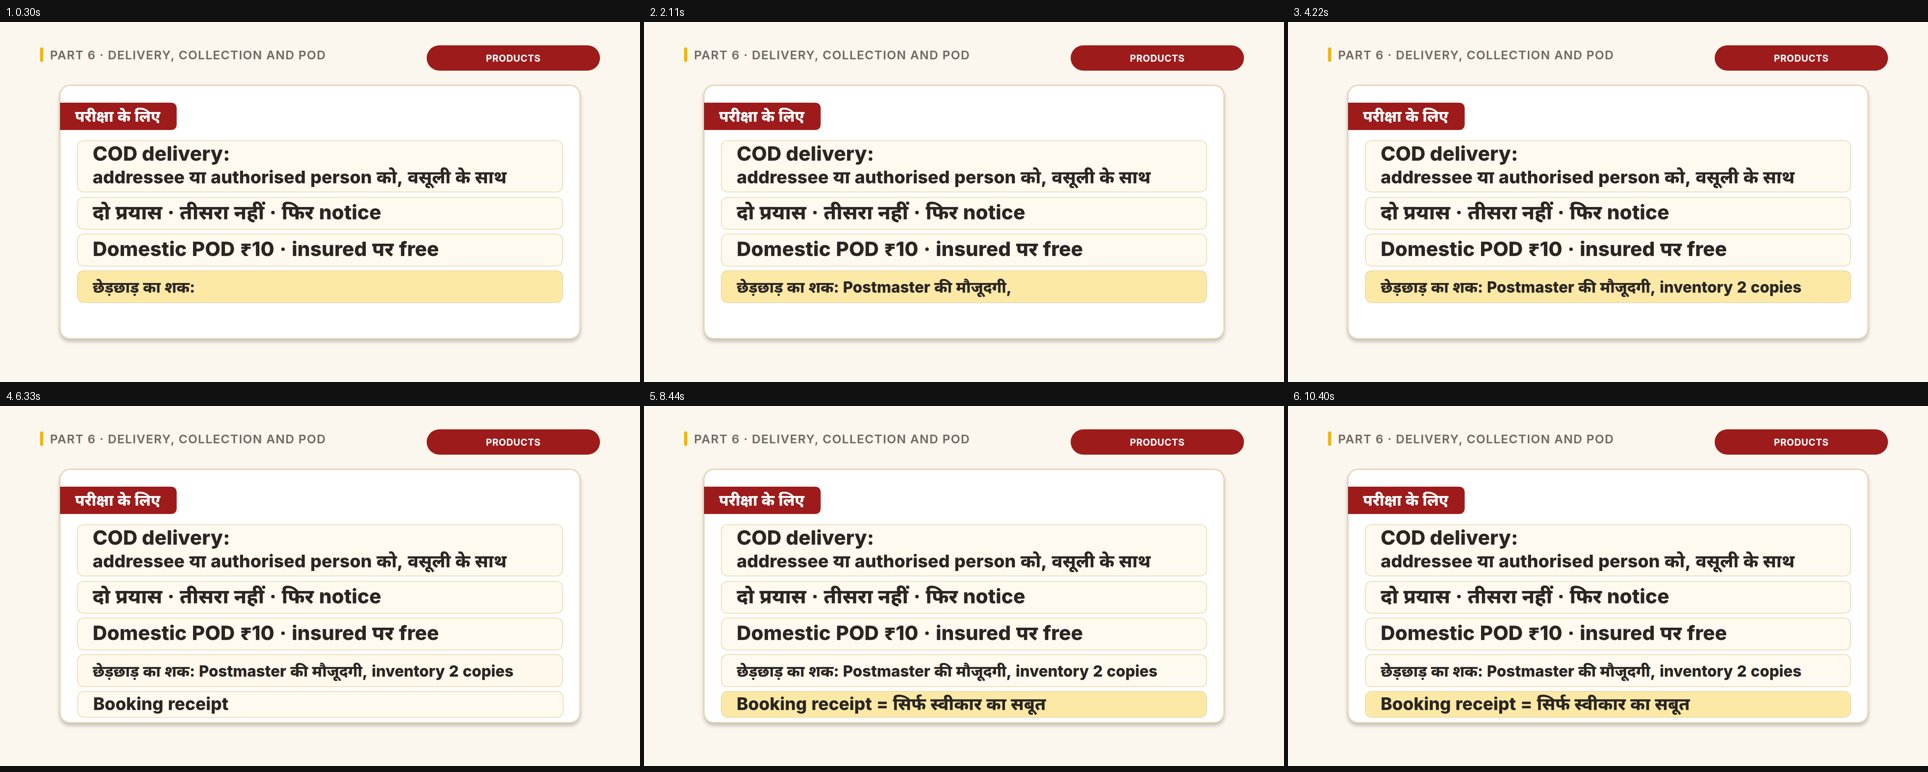 1. 0.30s
PART 6 · DELIVERY, COLLECTION AND POD
PRODUCTS
परीक्षा के लिए
COD delivery:
addressee या authorised person को, वसूली के साथ
दो प्रयास · तीसरा नहीं · फिर notice
Domestic POD ₹10 · insured पर free
छेड़छाड़ का शक:
2. 2.11s
PART 6 · DELIVERY, COLLECTION AND POD
PRODUCTS
परीक्षा के लिए
COD delivery:
addressee या authorised person को, वसूली के साथ
दो प्रयास · तीसरा नहीं · फिर notice
Domestic POD ₹10 · insured पर free
छेड़छाड़ का शक: Postmaster की मौजूदगी,
3. 4.22s
PART 6 · DELIVERY, COLLECTION AND POD
PRODUCTS
परीक्षा के लिए
COD delivery:
addressee या authorised person को, वसूली के साथ
दो प्रयास · तीसरा नहीं · फिर notice
Domestic POD ₹10 · insured पर free
छेड़छाड़ का शक: Postmaster की मौजूदगी, inventory 2 copies
4. 6.33s
PART 6 · DELIVERY, COLLECTION AND POD
PRODUCTS
परीक्षा के लिए
COD delivery:
addressee या authorised person को, वसूली के साथ
दो प्रयास · तीसरा नहीं · फिर notice
Domestic POD ₹10 · insured पर free
छेड़छाड़ का शक: Postmaster की मौजूदगी, inventory 2 copies
Booking receipt
5. 8.44s
PART 6 · DELIVERY, COLLECTION AND POD
PRODUCTS
परीक्षा के लिए
COD delivery:
addressee या authorised person को, वसूली के साथ
दो प्रयास · तीसरा नहीं · फिर notice
Domestic POD ₹10 · insured पर free
छेड़छाड़ का शक: Postmaster की मौजूदगी, inventory 2 copies
Booking receipt = सिर्फ स्वीकार का सबूत
6. 10.40s
PART 6 · DELIVERY, COLLECTION AND POD
PRODUCTS
परीक्षा के लिए
COD delivery:
addressee या authorised person को, वसूली के साथ
दो प्रयास · तीसरा नहीं · फिर notice
Domestic POD ₹10 · insured पर free
छेड़छाड़ का शक: Postmaster की मौजूदगी, inventory 2 copies
Booking receipt = सिर्फ स्वीकार का सबूत